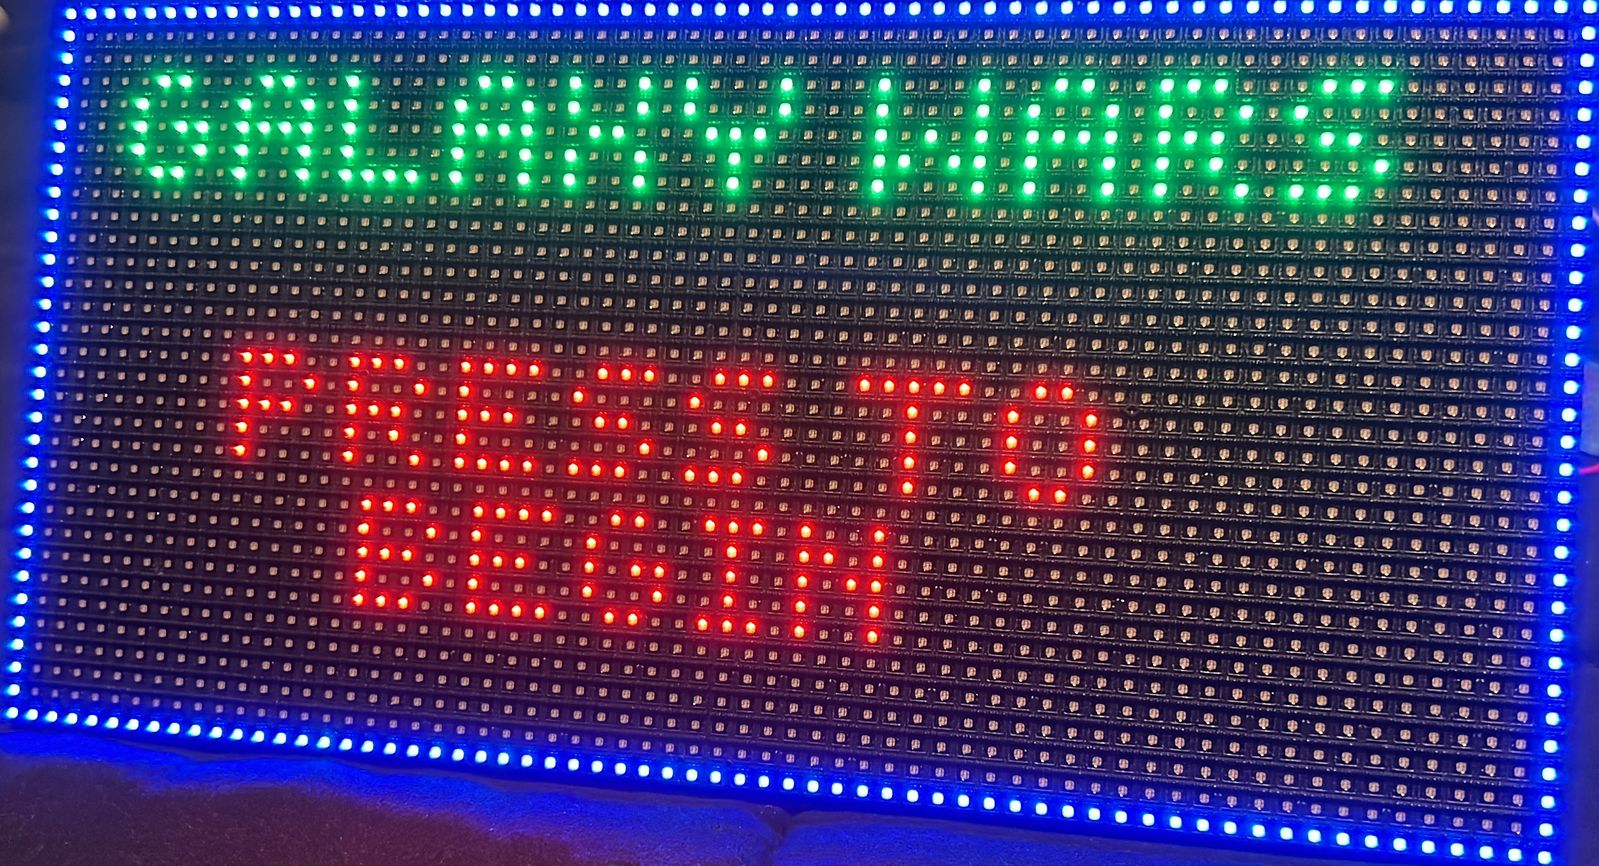 GALAXY WARS
PRESS TO
BEGIN